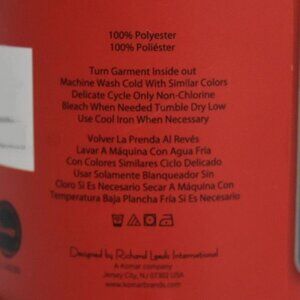 100% Polyester
100% Poliéster
Turn Garment Inside out
Machine Wash Cold With Similar Colors
Delicate Cycle Only Non-Chlorine
Bleach When Needed Tumble Dry Low
Use Cool Iron When Necessary
Volver La Prenda Al Revés
Lavar A Máquina Con Agua Fria
Con Colores Similares Ciclo Delicado
Usar Solamente Blanqueador Sin
Cloro Si Es Necesario Secar A Máquina Con
Temperatura Baja Plancha Fria Si Es Necesario
Designed by Richard Leeds International
A Komar company
Jersey City, NJ 07302 USA
www.komarbrands.com